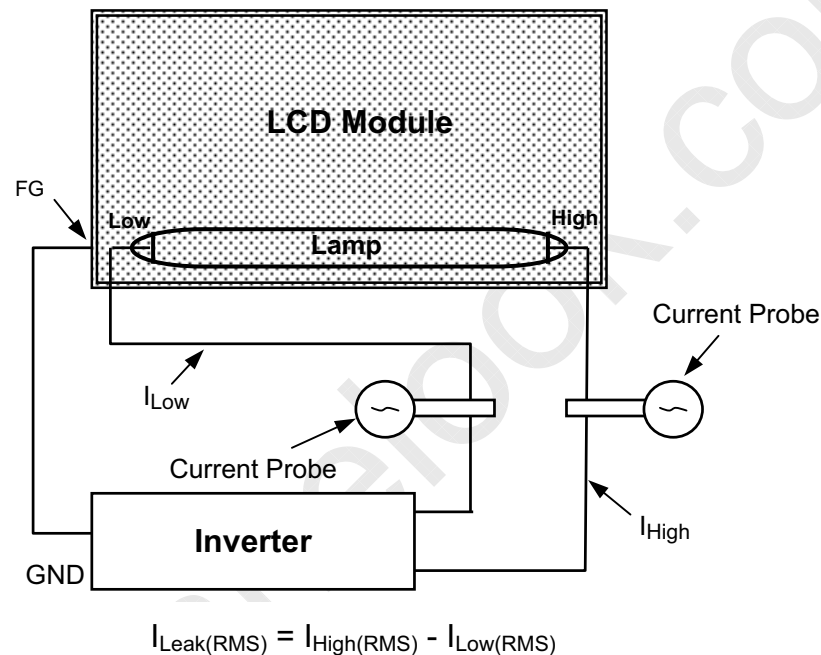 LCD Module
FG
Low
High
Lamp
Current Probe
I_Low
Current Probe
I_High
Inverter
GND
I_Leak(RMS) = I_High(RMS) - I_Low(RMS)